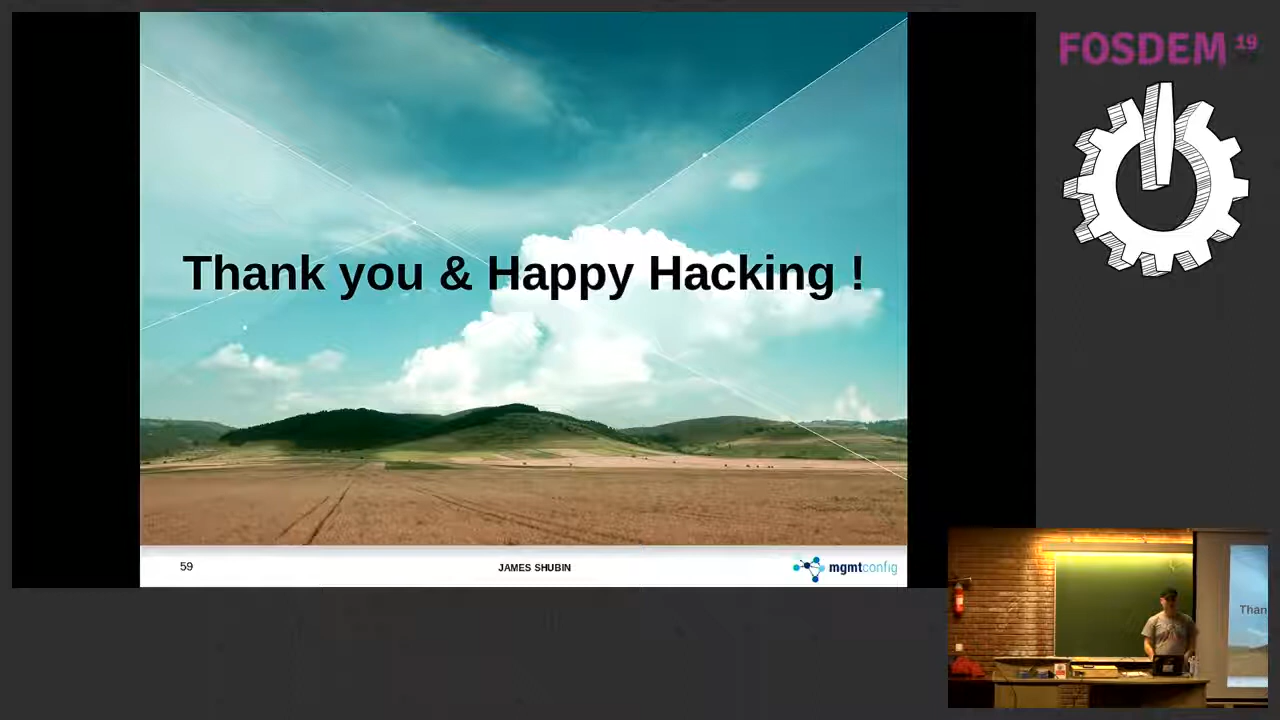 FOSDEM 19
Thank you & Happy Hacking !
59
JAMES SHUBIN
mgmtconfig
Than